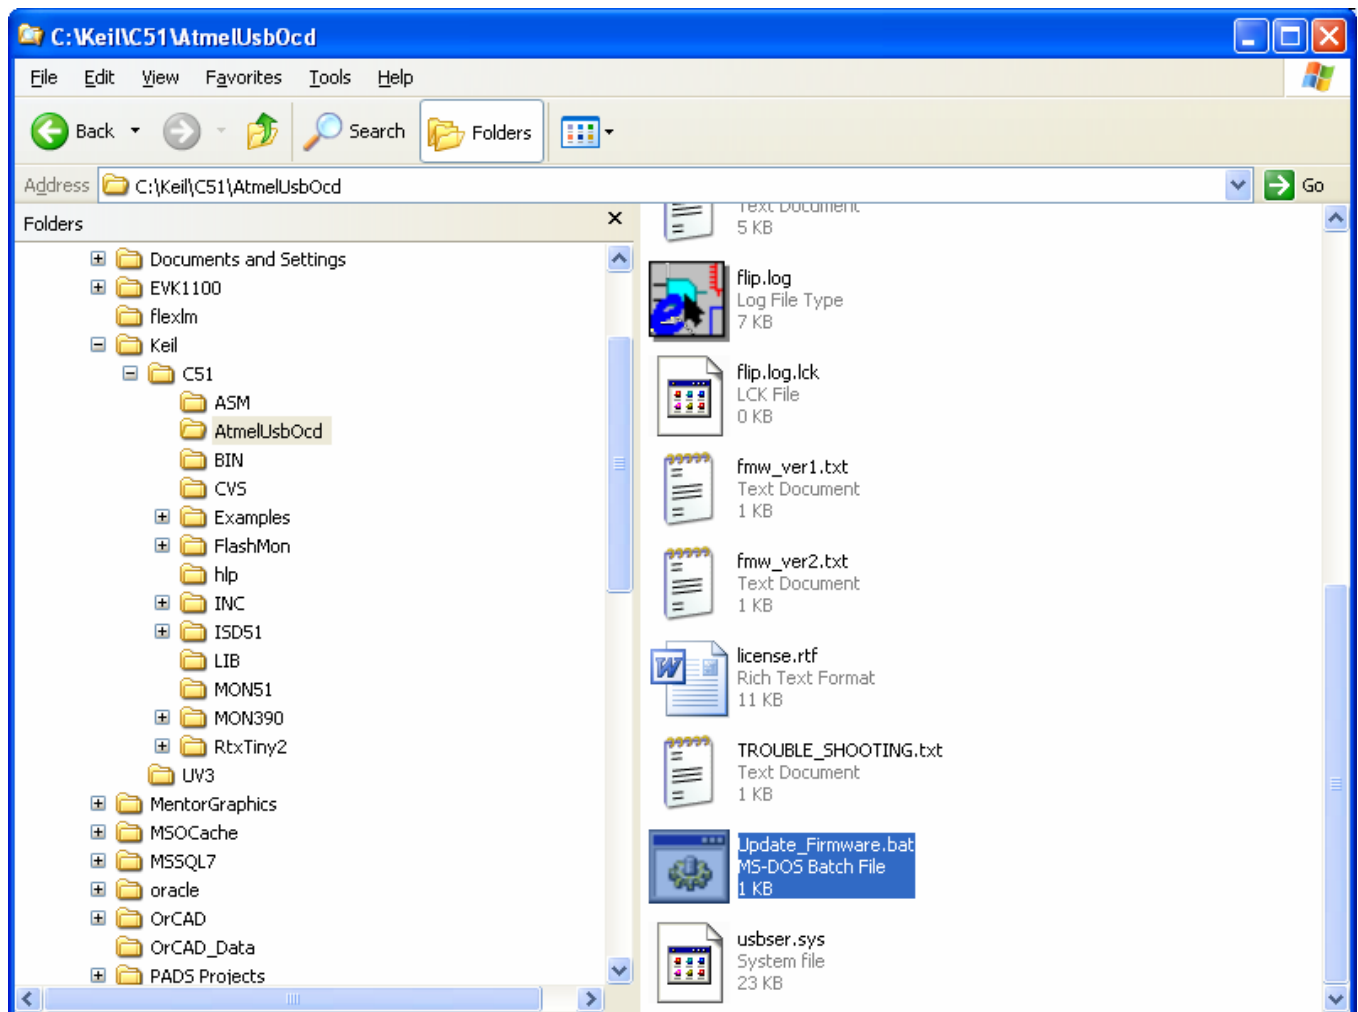 C:\Keil\C51\AtmelUsbOcd
File Edit View Favorites Tools Help
Back Search Folders
Address C:\Keil\C51\AtmelUsbOcd Go
Folders
Documents and Settings
EVK1100
flexlm
Keil
C51
ASM
AtmelUsbOcd
BIN
CVS
Examples
FlashMon
hlp
INC
ISD51
LIB
MON51
MON390
RtxTiny2
UV3
MentorGraphics
MSOCache
MSSQL7
oracle
OrCAD
OrCAD_Data
PADS Projects
Text Document
5 KB
flip.log
Log File Type
7 KB
flip.log.lck
LCK File
0 KB
fmw_ver1.txt
Text Document
1 KB
fmw_ver2.txt
Text Document
1 KB
license.rtf
Rich Text Format
11 KB
TROUBLE_SHOOTING.txt
Text Document
1 KB
Update_Firmware.bat
MS-DOS Batch File
1 KB
usbser.sys
System file
23 KB